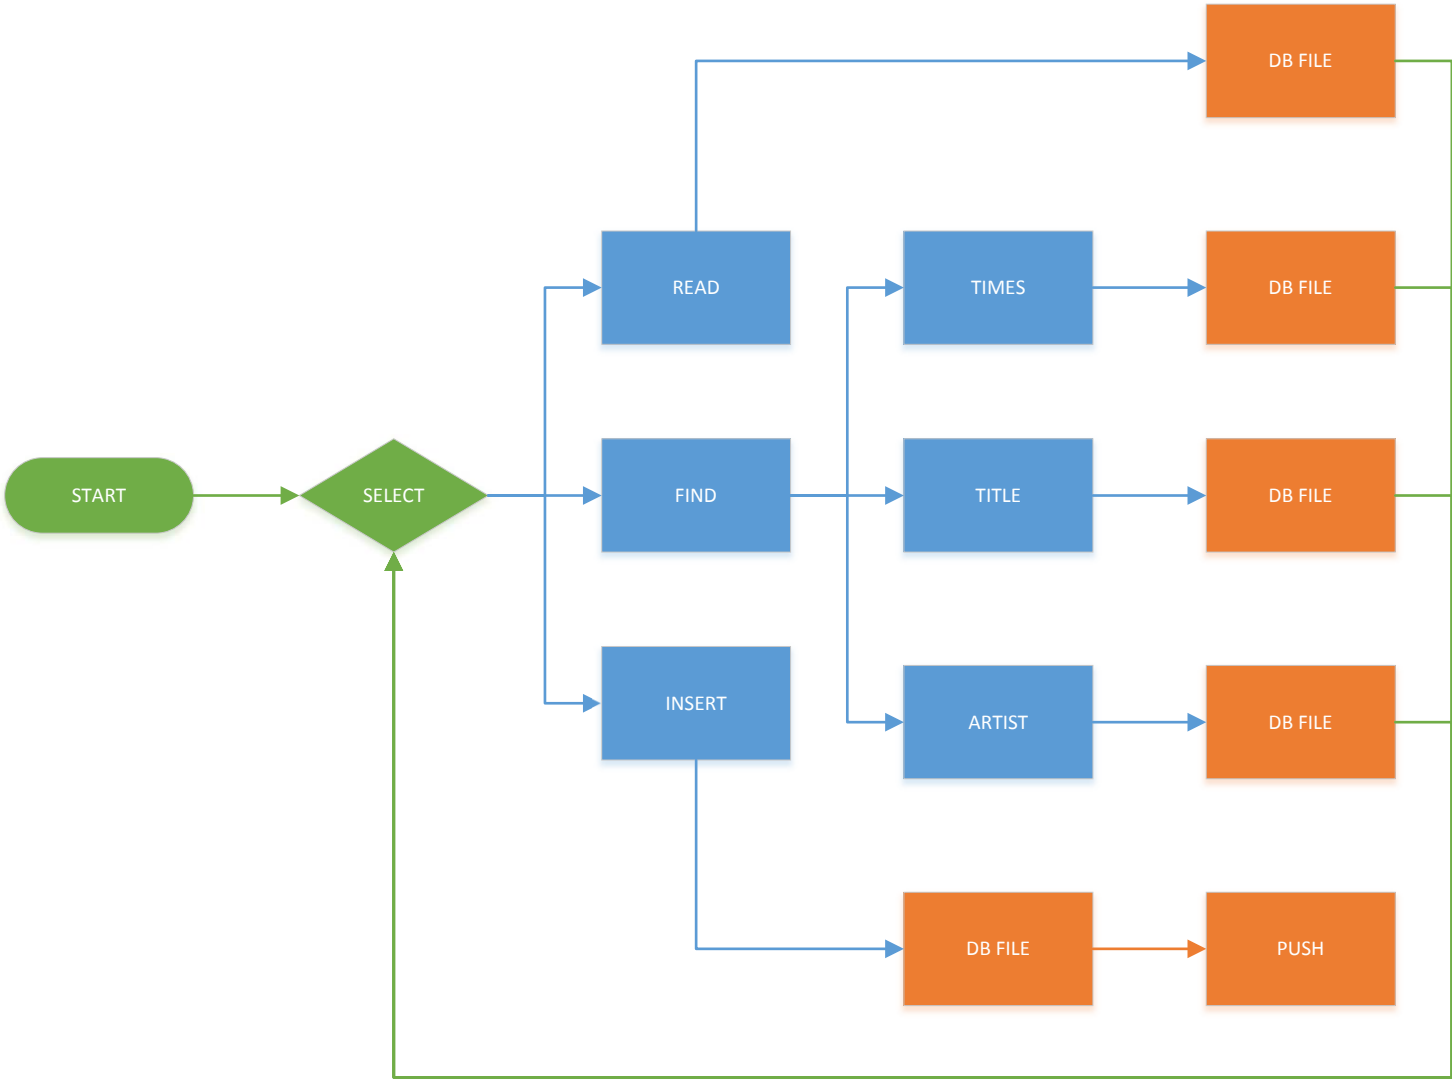 DB FILE
READ
TIMES
DB FILE
START
SELECT
FIND
TITLE
DB FILE
INSERT
ARTIST
DB FILE
DB FILE
PUSH